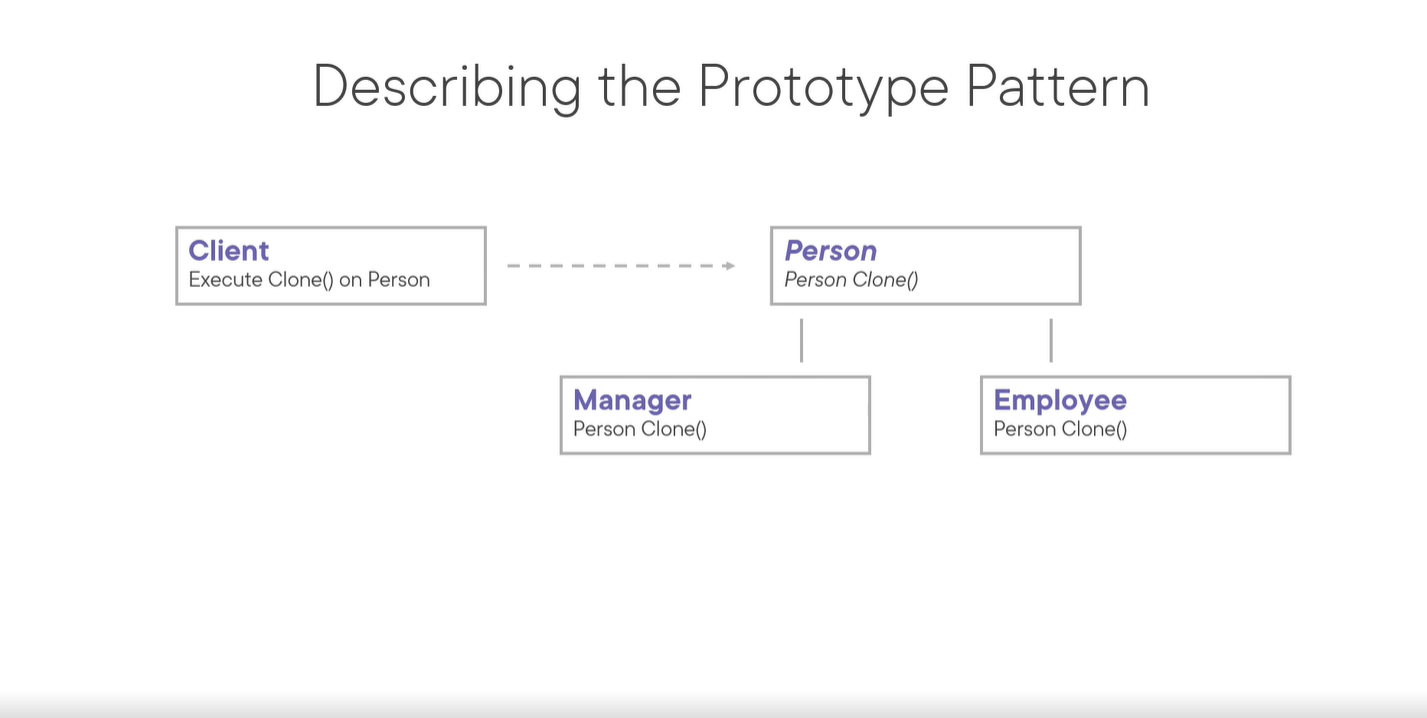 Describing the Prototype Pattern
Client
Execute Clone() on Person
Person
Person Clone()
Manager
Person Clone()
Employee
Person Clone()